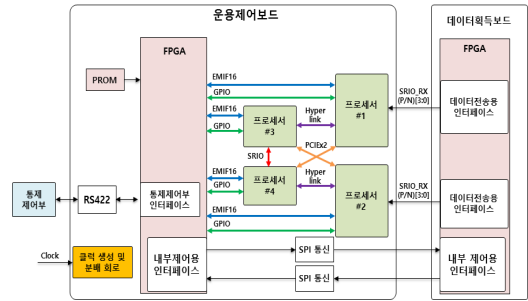 운용제어보드
데이터획득보드
FPGA
FPGA
PROM
EMIF16
GPIO
EMIF16
GPIO
프로세서
#3
Hyper
link
프로세서
#1
SRIO_RX
(P/N)[3:0]
데이터전송용
인터페이스
SRIO
PCIEx2
EMIF16
GPIO
프로세서
#4
Hyper
link
프로세서
#2
SRIO_RX
(P/N)[3:0]
데이터전송용
인터페이스
EMIF16
GPIO
통제
제어부
RS422
통제제어부
인터페이스
Clock
클럭 생성 및
분배 회로
내부제어용
인터페이스
SPI 통신
SPI 통신
내부 제어용
인터페이스